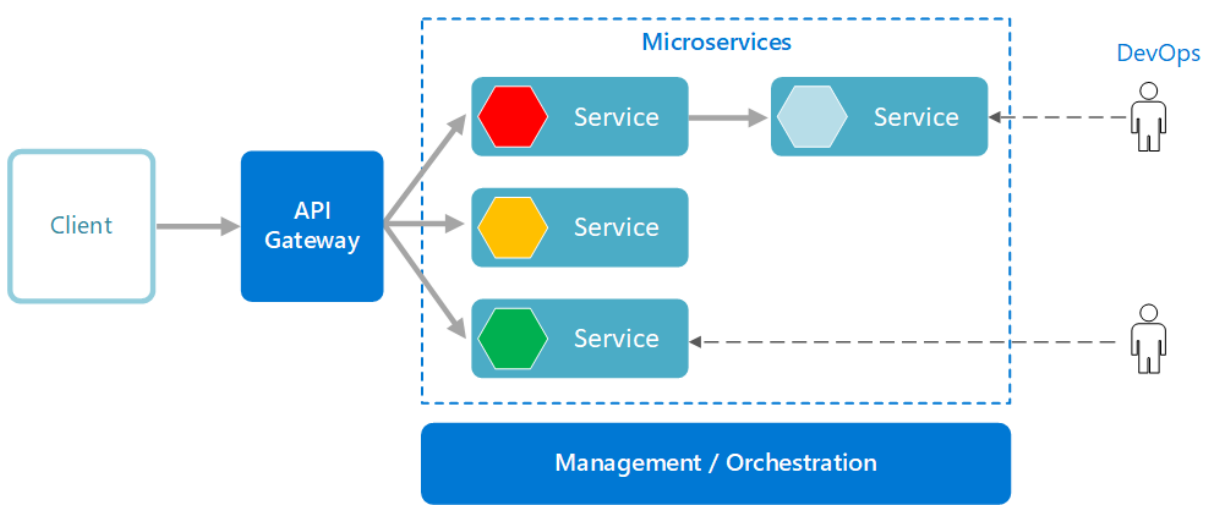 Microservices
DevOps
Service
Service
Client
API
Gateway
Service
Service
Management / Orchestration